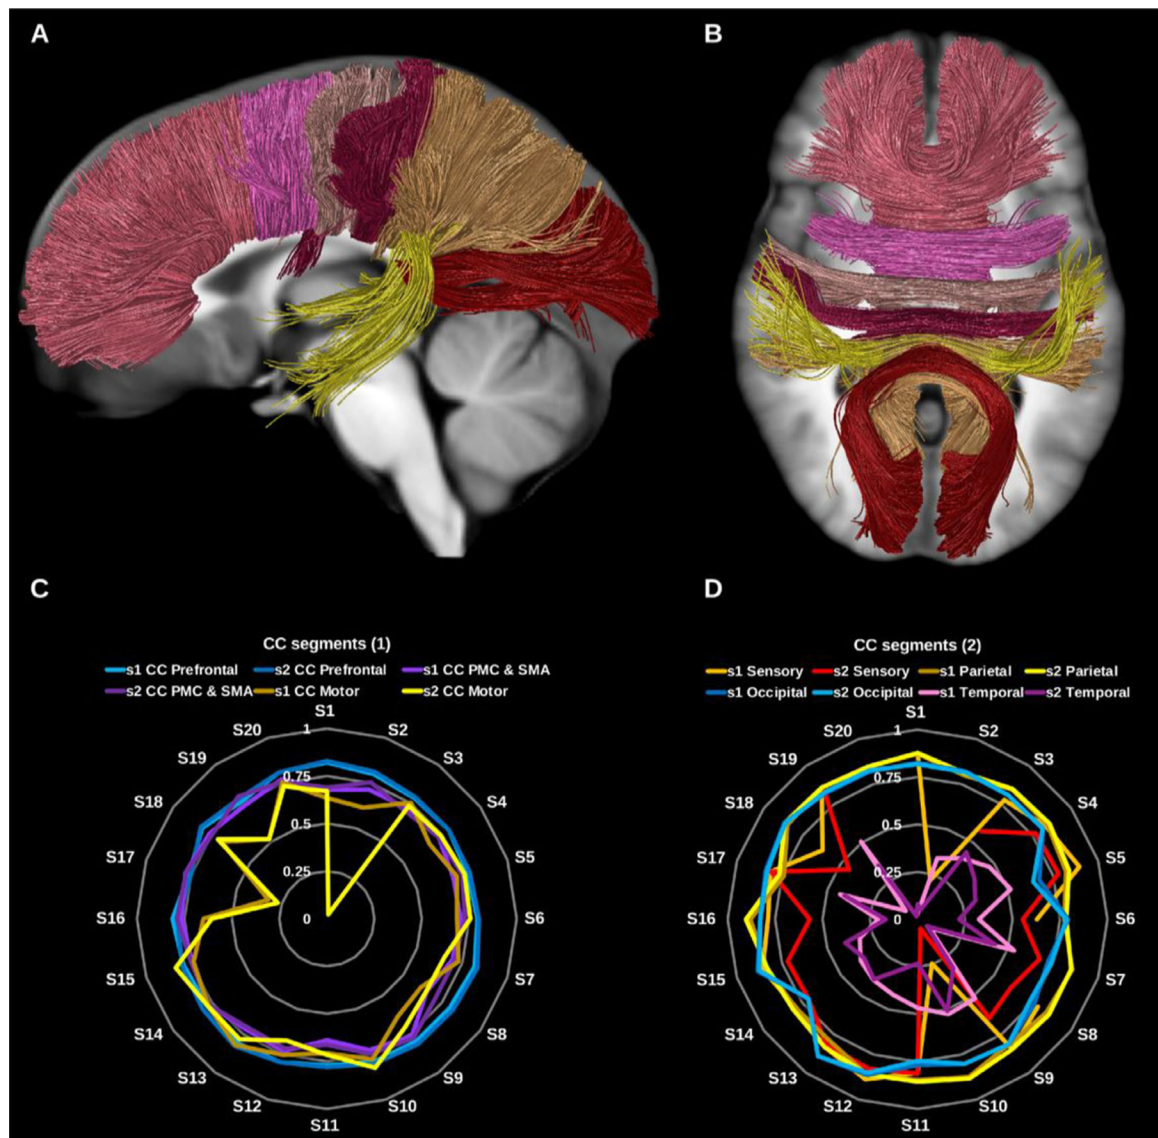 A
B
C
D
CC segments (1)
s1 CC Prefrontal s2 CC Prefrontal s1 CC PMC & SMA
s2 CC PMC & SMA s1 CC Motor s2 CC Motor
S1
S20 1 S2
S19 S3
0.75
S18 S4
0.5
S17 S5
0.25
S16 0 S6
S15 S7
S14 S8
S13 S9
S12 S10
S11
CC segments (2)
s1 Sensory s2 Sensory s1 Parietal s2 Parietal
s1 Occipital s2 Occipital s1 Temporal s2 Temporal
S1
S20 1 S2
S19 S3
0.75
S18 S4
0.5
S17 S5
0.25
S16 0 S6
S15 S7
S14 S8
S13 S9
S12 S10
S11